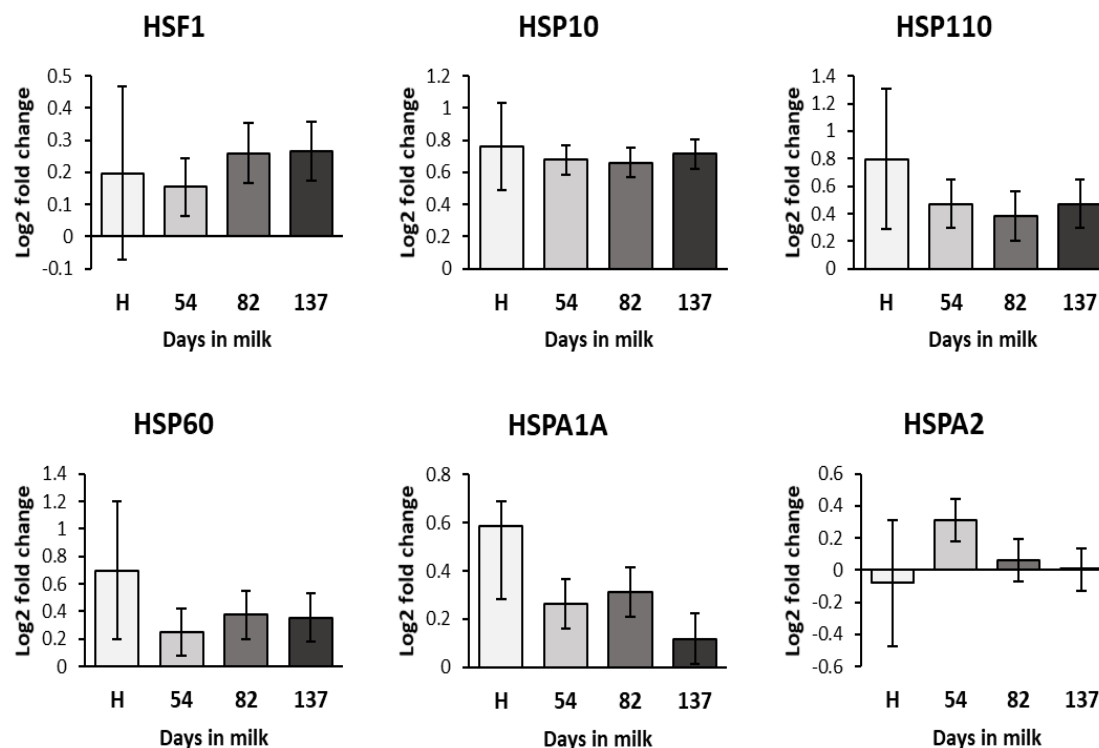 HSF1
Log2 fold change
0.5
0.4
0.3
0.2
0.1
0
-0.1
H 54 82 137
Days in milk
HSP10
Log2 fold change
1.2
1
0.8
0.6
0.4
0.2
0
H 54 82 137
Days in milk
HSP110
Log2 fold change
1.4
1.2
1
0.8
0.6
0.4
0.2
0
H 54 82 137
Days in milk
HSP60
Log2 fold change
1.4
1.2
1
0.8
0.6
0.4
0.2
0
H 54 82 137
Days in milk
HSPA1A
Log2 fold change
0.8
0.6
0.4
0.2
0
H 54 82 137
Days in milk
HSPA2
Log2 fold change
0.6
0.4
0.2
0
-0.2
-0.4
-0.6
H 54 82 137
Days in milk